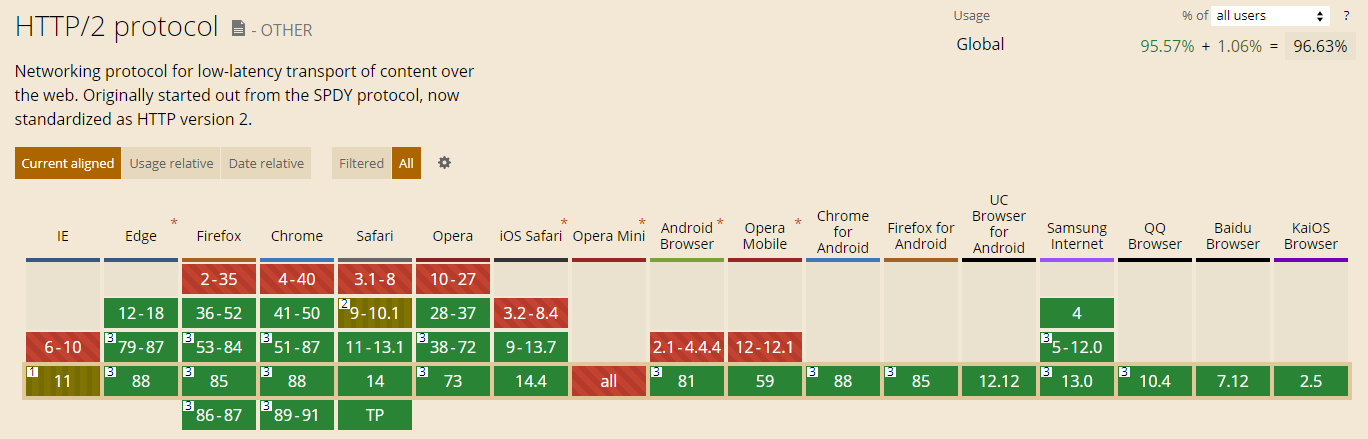 HTTP/2 protocol - OTHER
Usage % of all users ?
Global 95.57% + 1.06% = 96.63%
Networking protocol for low-latency transport of content over
the web. Originally started out from the SPDY protocol, now
standardized as HTTP version 2.
Current aligned Usage relative Date relative Filtered All
IE Edge * Firefox Chrome Safari Opera iOS Safari * Opera Mini * Android Browser * Opera Mobile * Chrome for Android Firefox for Android UC Browser for Android Samsung Internet QQ Browser Baidu Browser KaiOS Browser
2-35 4-40 3.1-8 10-27
12-18 36-52 41-50 2 9-10.1 28-37 3.2-8.4 4
6-10 3 79-87 3 53-84 3 51-87 11-13.1 3 38-72 9-13.7 2.1-4.4.4 12-12.1 3 5-12.0
1 11 3 88 3 85 3 88 14 3 73 14.4 all 3 81 59 3 88 3 85 12.12 3 13.0 3 10.4 7.12 2.5
3 86-87 3 89-91 TP